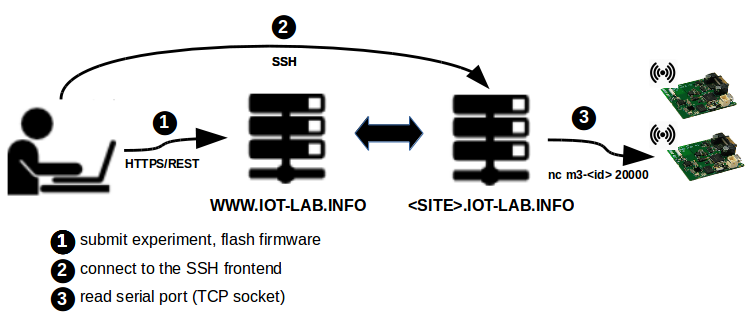 2
SSH
1
HTTPS/REST
3
nc m3-<id> 20000
WWW.IOT-LAB.INFO
<SITE>.IOT-LAB.INFO
1 submit experiment, flash firmware
2 connect to the SSH frontend
3 read serial port (TCP socket)